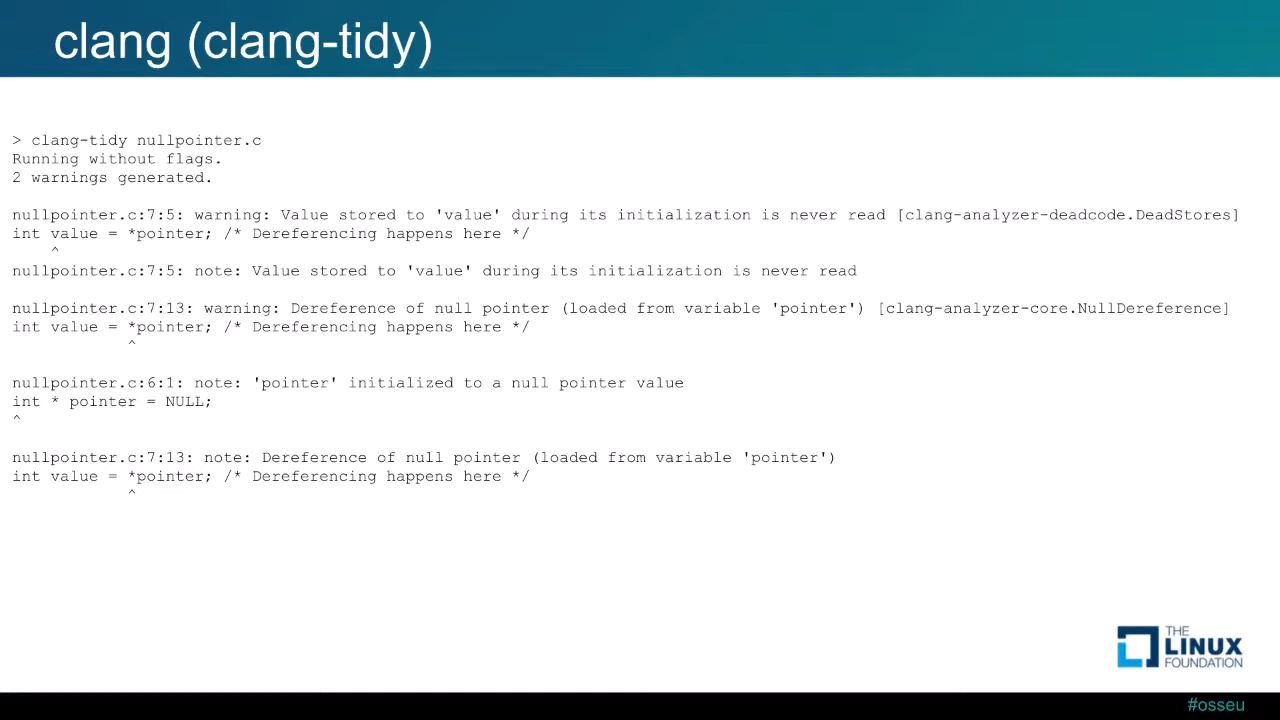 clang (clang-tidy)
> clang-tidy nullpointer.c
Running without flags.
2 warnings generated.
nullpointer.c:7:5: warning: Value stored to 'value' during its initialization is never read [clang-analyzer-deadcode.DeadStores]
int value = *pointer; /* Dereferencing happens here */
^
nullpointer.c:7:5: note: Value stored to 'value' during its initialization is never read
nullpointer.c:7:13: warning: Dereference of null pointer (loaded from variable 'pointer') [clang-analyzer-core.NullDereference]
int value = *pointer; /* Dereferencing happens here */
^
nullpointer.c:6:1: note: 'pointer' initialized to a null pointer value
int * pointer = NULL;
^
nullpointer.c:7:13: note: Dereference of null pointer (loaded from variable 'pointer')
int value = *pointer; /* Dereferencing happens here */
^
THE
LINUX
FOUNDATION
#osseu